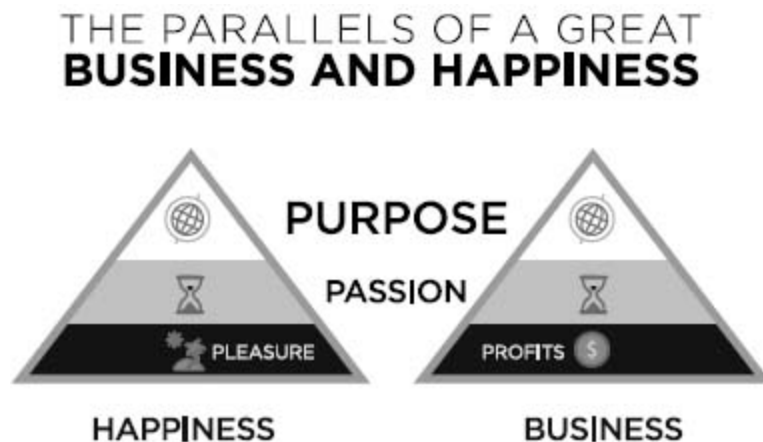 THE PARALLELS OF A GREAT
BUSINESS AND HAPPINESS
PURPOSE
PASSION
PLEASURE
PROFITS $
HAPPINESS
BUSINESS